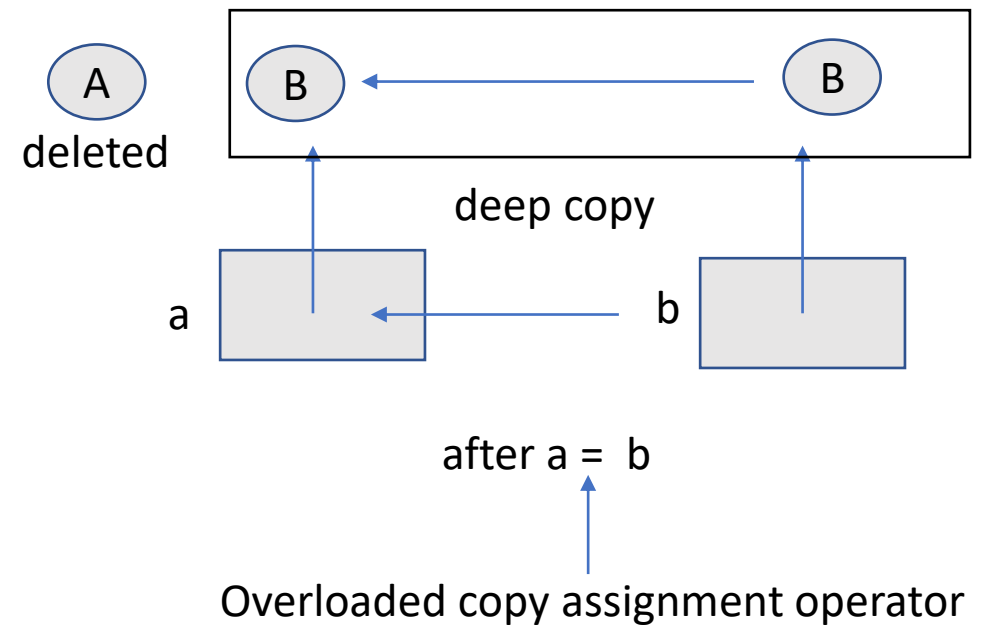 A
B
B
deleted
deep copy
a
b
after a = b
Overloaded copy assignment operator